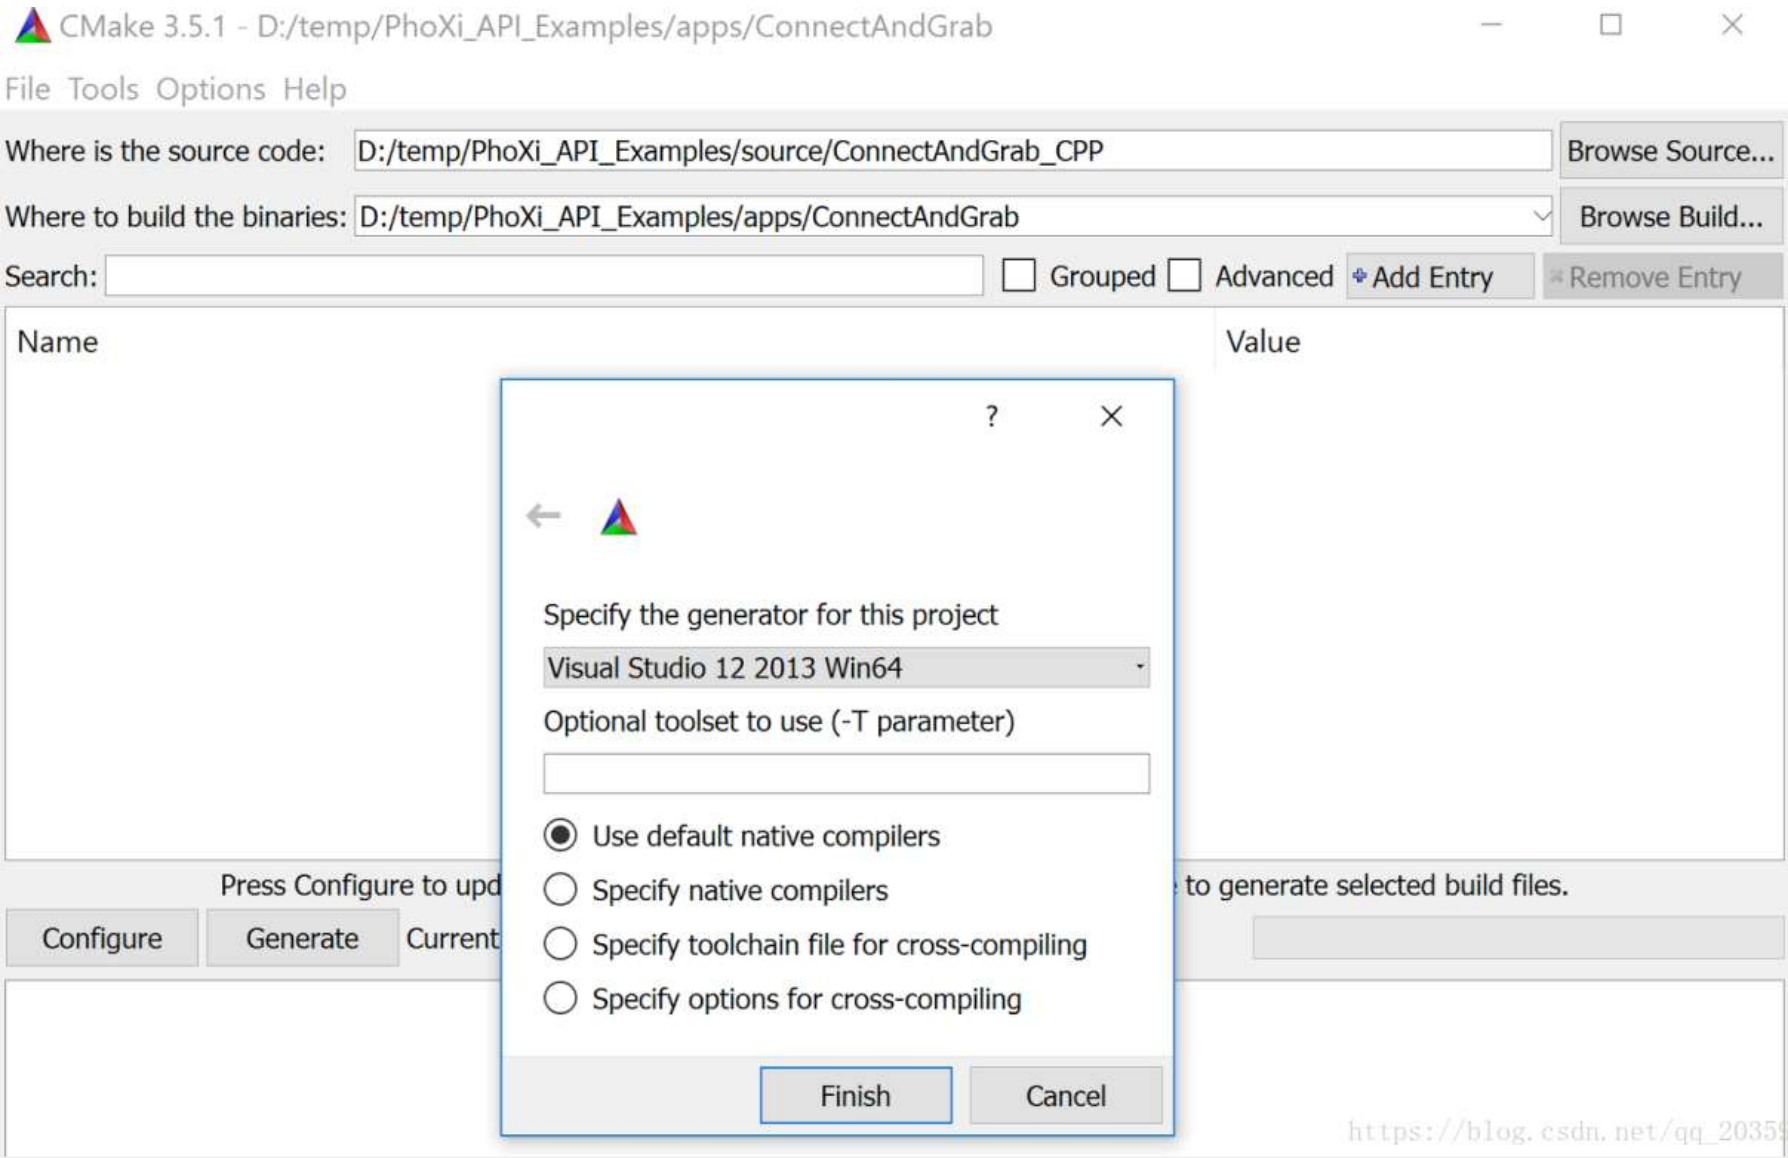 CMake 3.5.1 - D:/temp/PhoXi_API_Examples/apps/ConnectAndGrab
File Tools Options Help
Where is the source code: D:/temp/PhoXi_API_Examples/source/ConnectAndGrab_CPP Browse Source...
Where to build the binaries: D:/temp/PhoXi_API_Examples/apps/ConnectAndGrab Browse Build...
Search: Grouped Advanced Add Entry Remove Entry
Name Value
?
Specify the generator for this project
Visual Studio 12 2013 Win64
Optional toolset to use (-T parameter)
Use default native compilers
Specify native compilers
Specify toolchain file for cross-compiling
Specify options for cross-compiling
Finish Cancel
Press Configure to upd to generate selected build files.
Configure Generate Current
https://blog.csdn.net/qq_2035